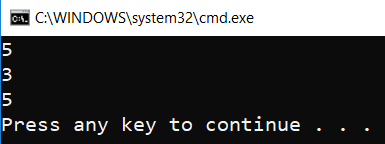 C:\WINDOWS\system32\cmd.exe
5
3
5
Press any key to continue . . .